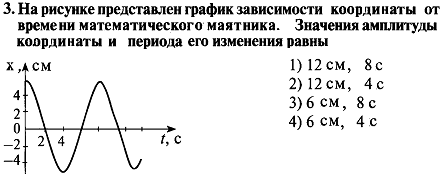 3. На рисунке представлен график зависимости координаты от
времени математического маятника. Значения амплитуды
координаты и периода его изменения равны
x, см
4
2
0
−2
−4
2 4
t, с
1) 12 см, 8 с
2) 12 см, 4 с
3) 6 см, 8 с
4) 6 см, 4 с